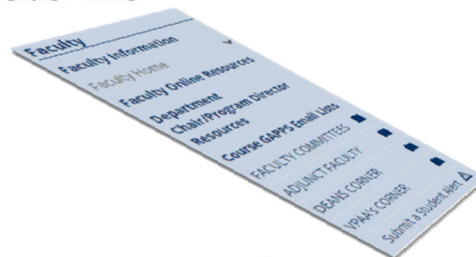 Faculty
Faculty Information
Faculty Home
Faculty Online Resources
Department
Chair/Program Director
Resources
Course GAPPS Email Lists
FACULTY COMMITTEES
ADJUNCT FACULTY
DEANS CORNER
VPAA's CORNER
Submit a Student Alert